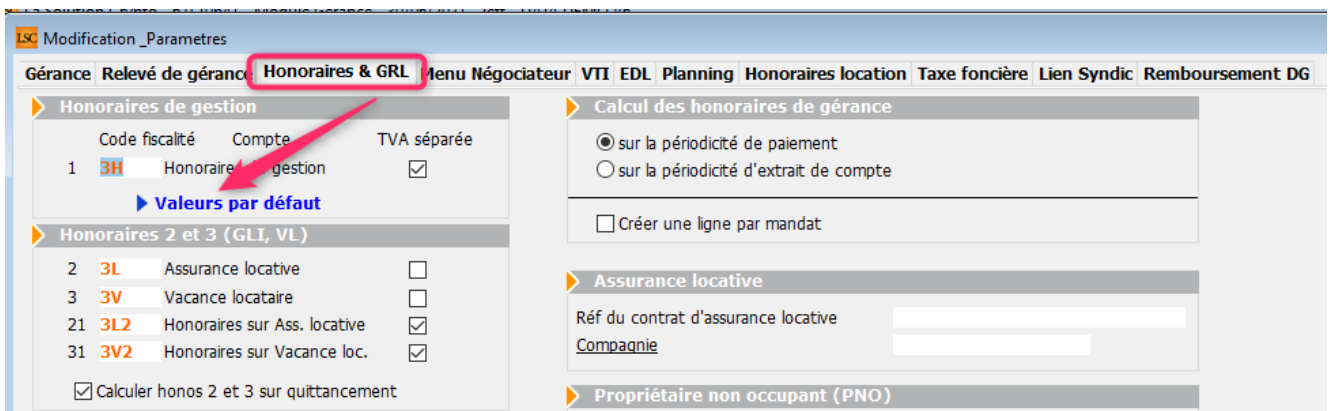 LSC Modification _Parametres
Gérance Relevé de gérance Honoraires & GRL Menu Négociateur VTI EDL Planning Honoraires location Taxe foncière Lien Syndic Remboursement DG
Honoraires de gestion
Code fiscalité Compte TVA séparée
1 3H Honoraires gestion
Valeurs par défaut
Honoraires 2 et 3 (GLI, VL)
2 3L Assurance locative
3 3V Vacance locataire
21 3L2 Honoraires sur Ass. locative
31 3V2 Honoraires sur Vacance loc.
Calculer honos 2 et 3 sur quittancement
Calcul des honoraires de gérance
sur la périodicité de paiement
sur la périodicité d'extrait de compte
Créer une ligne par mandat
Assurance locative
Réf du contrat d'assurance locative
Compagnie
Propriétaire non occupant (PNO)